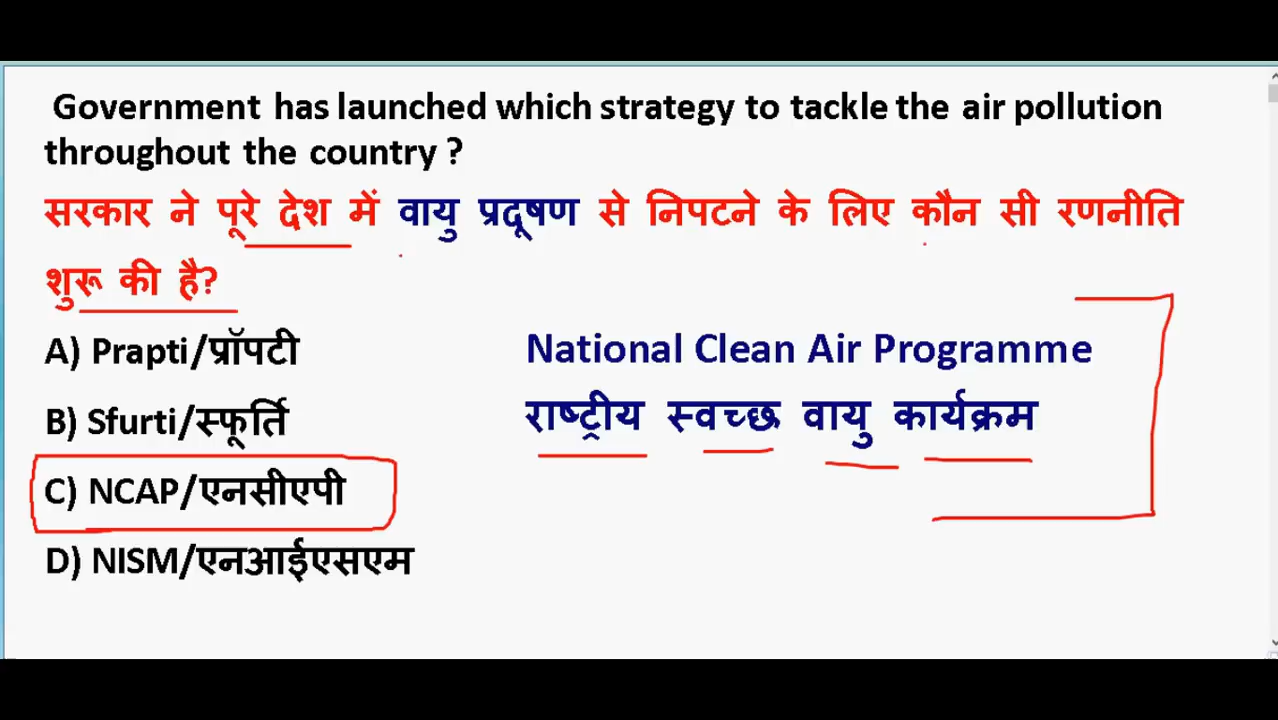 Government has launched which strategy to tackle the air pollution
throughout the country ?
सरकार ने पूरे देश में वायु प्रदूषण से निपटने के लिए कौन सी रणनीति
शुरू की है?
A) Prapti/प्रॉपटी
B) Sfurti/स्फूर्ति
C) NCAP/एनसीएपी
D) NISM/एनआईएसएम
National Clean Air Programme
राष्ट्रीय स्वच्छ वायु कार्यक्रम